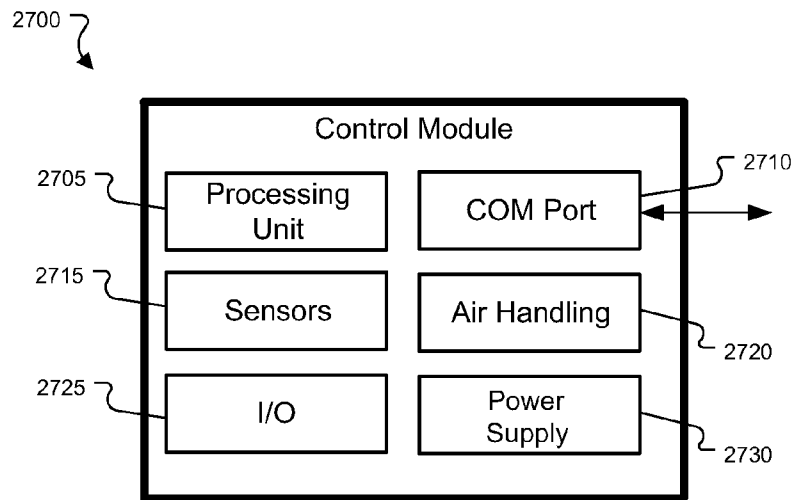 2700
Control Module
2705
Processing
Unit
COM Port
2710
2715
Sensors
Air Handling
2720
2725
I/O
Power
Supply
2730